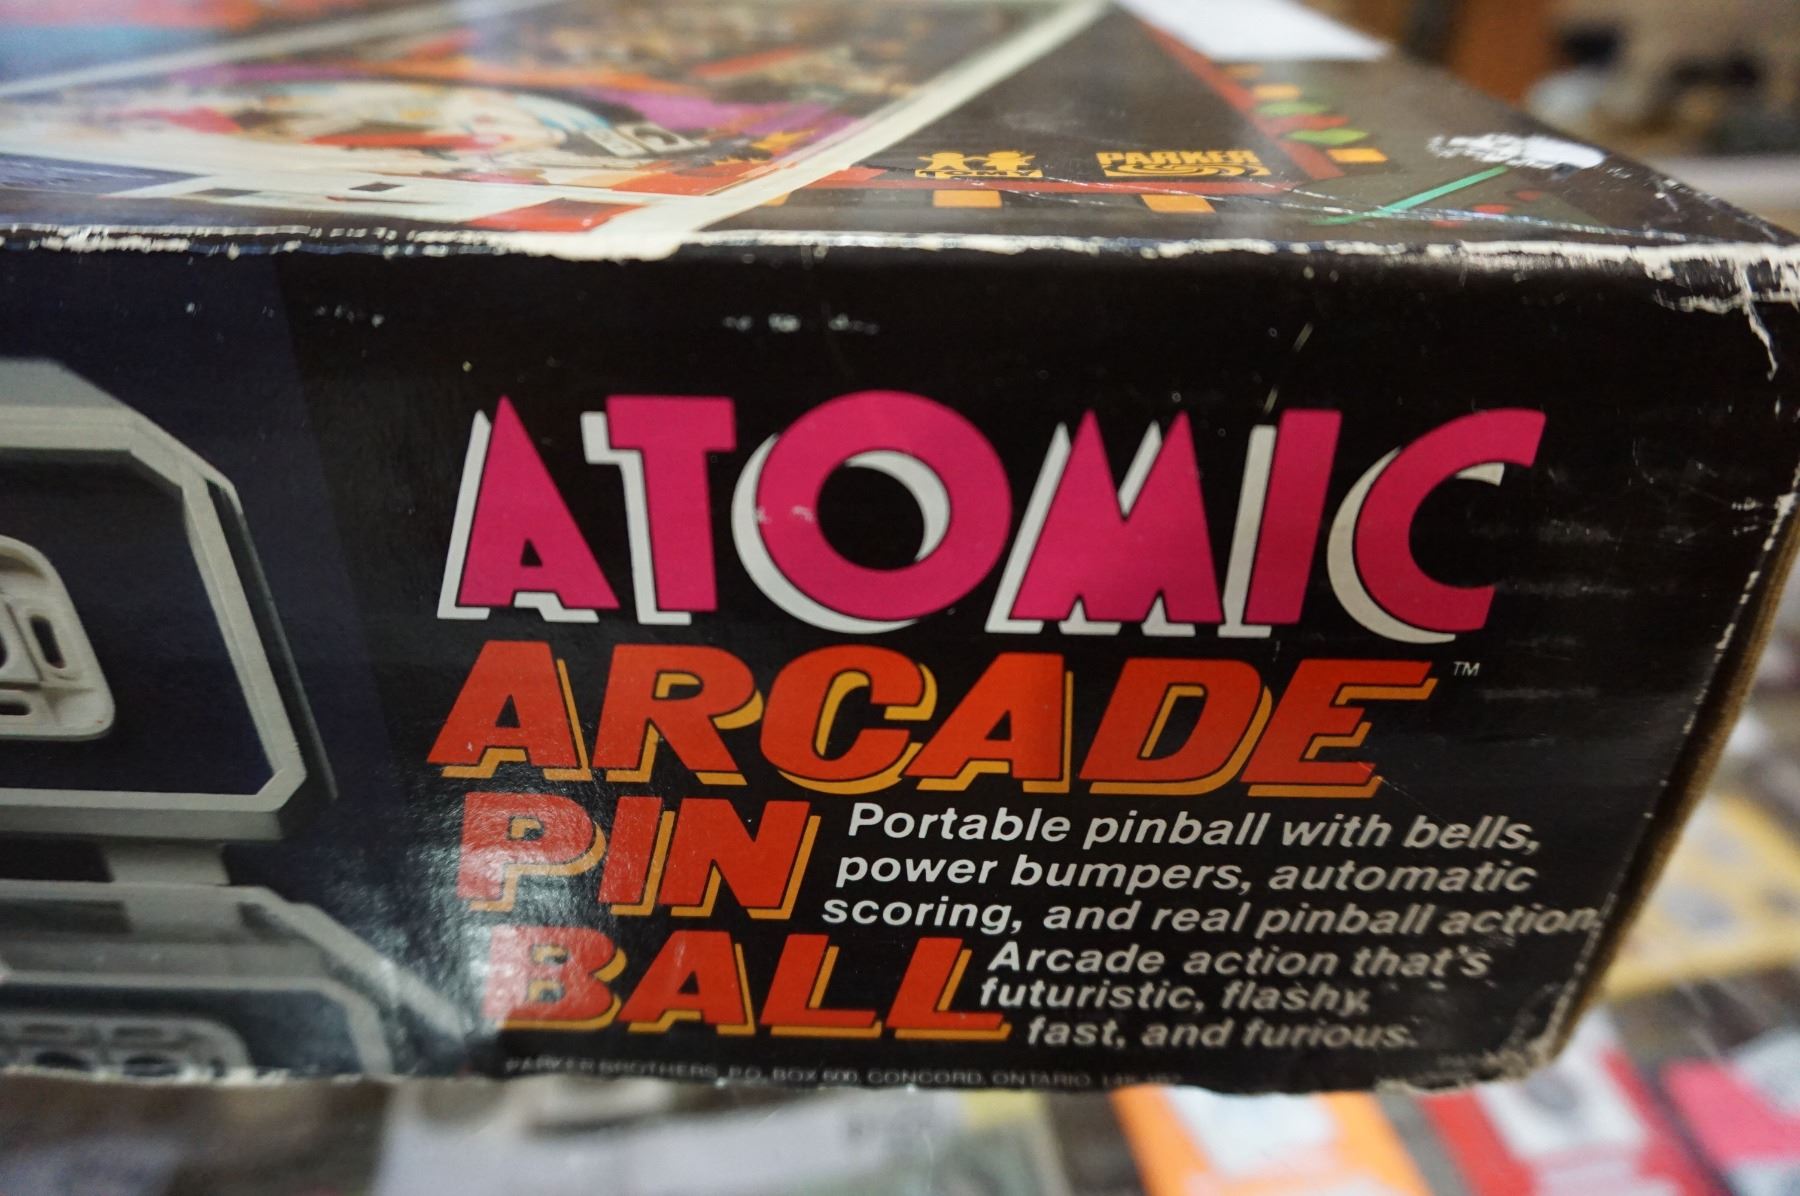 PARKER
ATOMIC
ARCADE™
PIN
BALL
Portable pinball with bells,
power bumpers, automatic
scoring, and real pinball action.
Arcade action that's
futuristic, flashy,
fast, and furious.
PARKER BROTHERS, P.O. BOX 600, CONCORD, ONTARIO